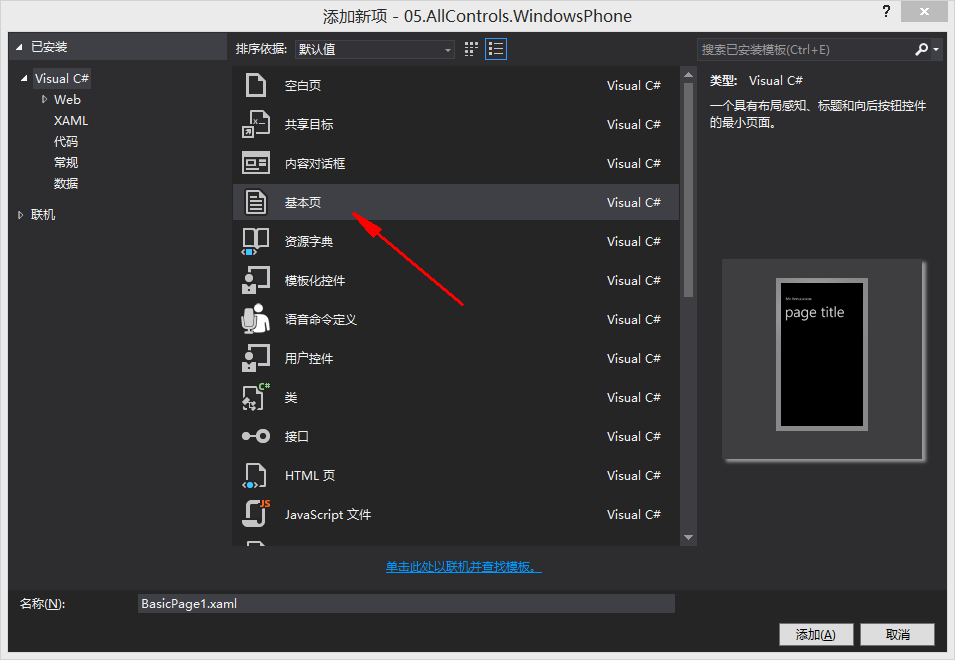 添加新项 - 05.AllControls.WindowsPhone
?
已安装
排序依据: 默认值
搜索已安装模板(Ctrl+E)
Visual C#
Web
XAML
代码
常规
数据
联机
空白页 Visual C#
共享目标 Visual C#
内容对话框 Visual C#
基本页 Visual C#
资源字典 Visual C#
模板化控件 Visual C#
语音命令定义 Visual C#
用户控件 Visual C#
C#
类 Visual C#
接口 Visual C#
HTML 页 Visual C#
JS
JavaScript 文件 Visual C#
类型: Visual C#
一个具有布局感知、标题和向后按钮控件
的最小页面。
MY APPLICATION
page title
单击此处以联机并查找模板。
名称(N): BasicPage1.xaml
添加(A) 取消